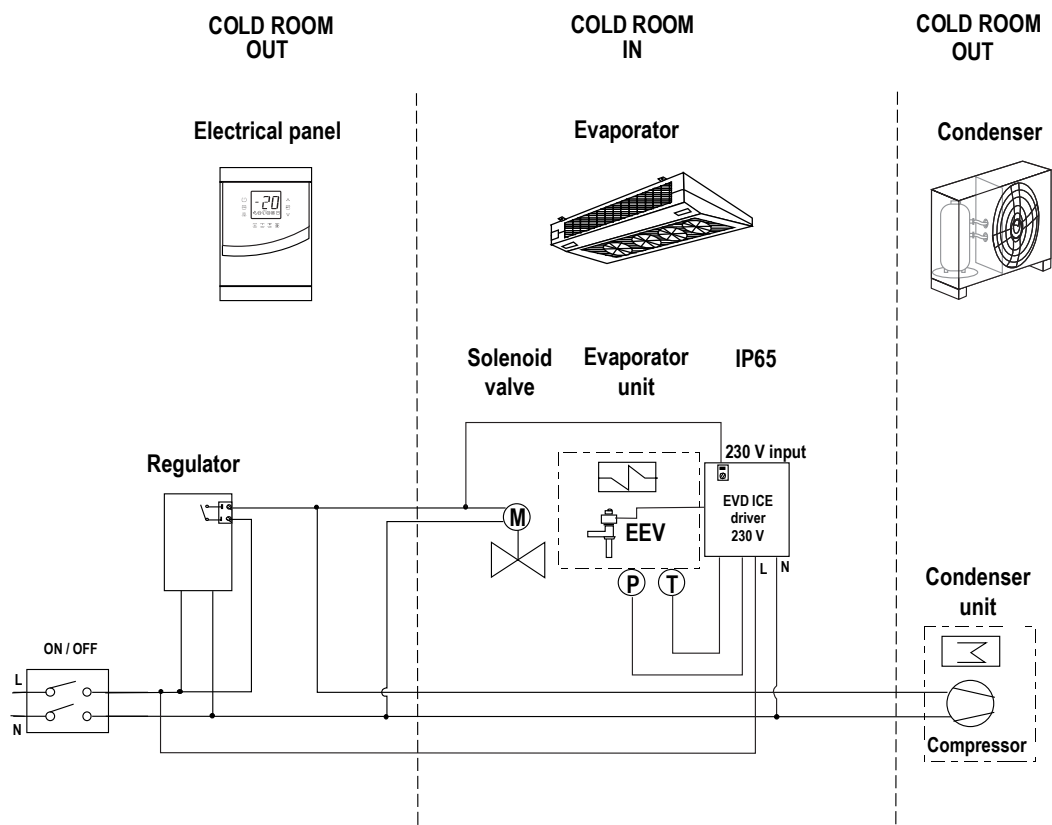 COLD ROOM
OUT
COLD ROOM
IN
COLD ROOM
OUT
Electrical panel
Evaporator
Condenser
-20
Solenoid
valve
Evaporator
unit
IP65
Regulator
230 V input
M
EEV
EVD ICE
driver
230 V
P
T
L
N
Condenser
unit
ON / OFF
L
N
Compressor